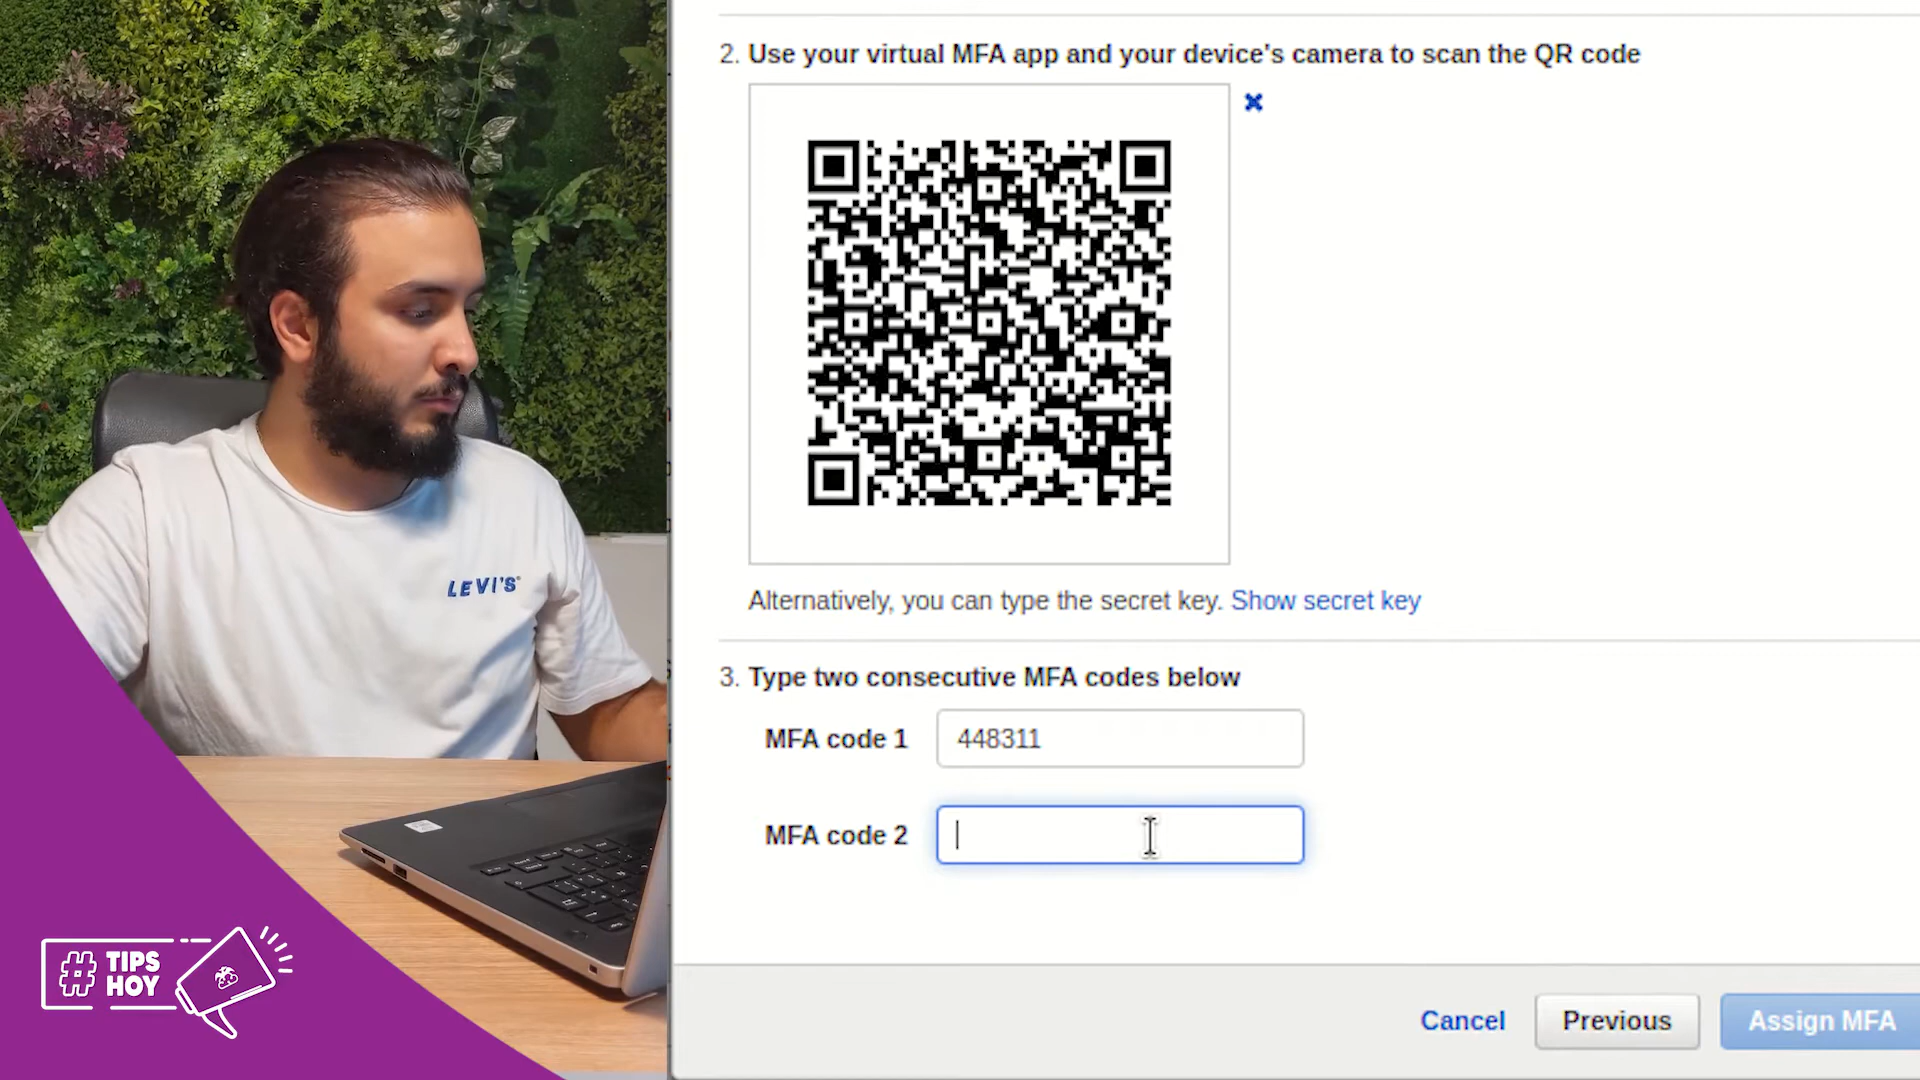 2. Use your virtual MFA app and your device's camera to scan the QR code
Alternatively, you can type the secret key. Show secret key
3. Type two consecutive MFA codes below
MFA code 1 448311
MFA code 2
Cancel Previous Assign MFA
LEVI'S
# TIPS
HOY